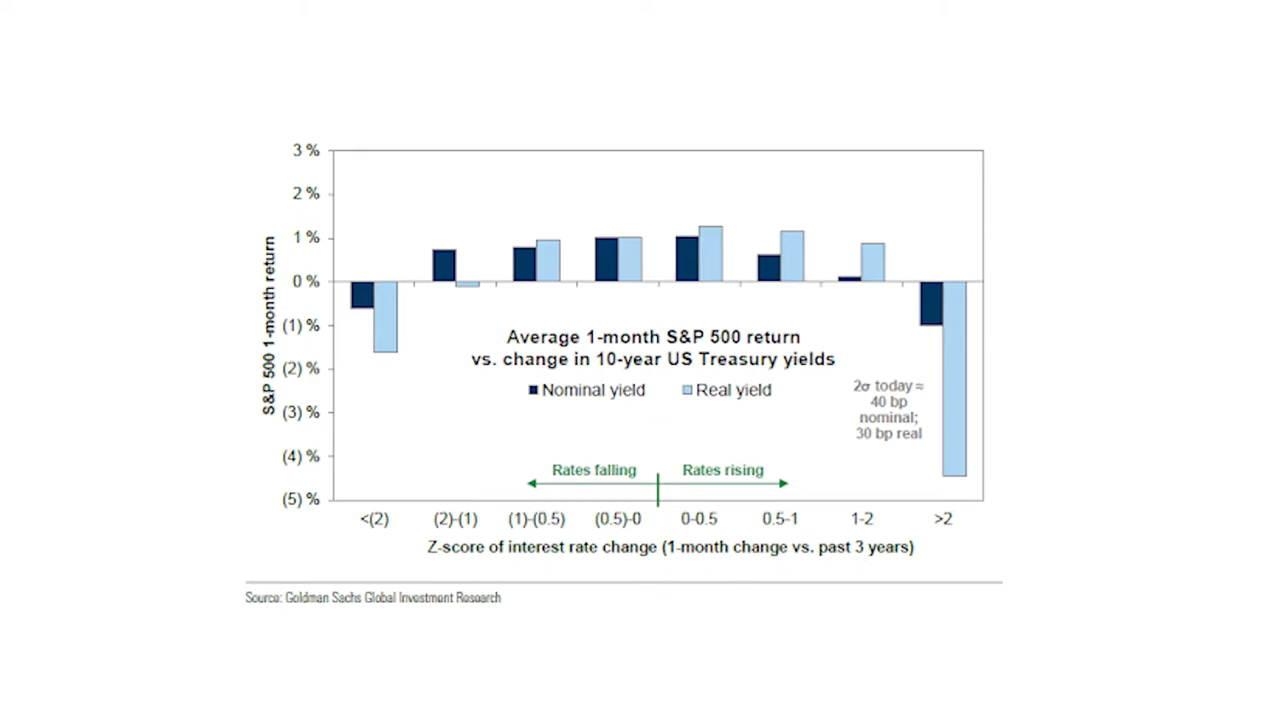 3 %
2 %
1 %
0 %
(1) %
(2) %
(3) %
(4) %
(5) %
S&P 500 1-month return
Average 1-month S&P 500 return
vs. change in 10-year US Treasury yields
Nominal yield Real yield
2σ today ≈
40 bp
nominal;
30 bp real
Rates falling Rates rising
<(2) (2)-(1) (1)-(0.5) (0.5)-0 0-0.5 0.5-1 1-2 >2
Z-score of interest rate change (1-month change vs. past 3 years)
Source: Goldman Sachs Global Investment Research